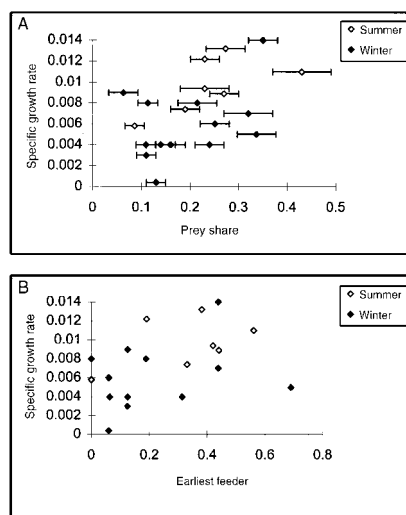 A
Summer
Winter
Specific growth rate
0.014
0.012
0.01
0.008
0.006
0.004
0.002
0
0
0.1
0.2
0.3
0.4
0.5
Prey share
B
Summer
Winter
Specific growth rate
0.014
0.012
0.01
0.008
0.006
0.004
0.002
0
0
0.2
0.4
0.6
0.8
Earliest feeder